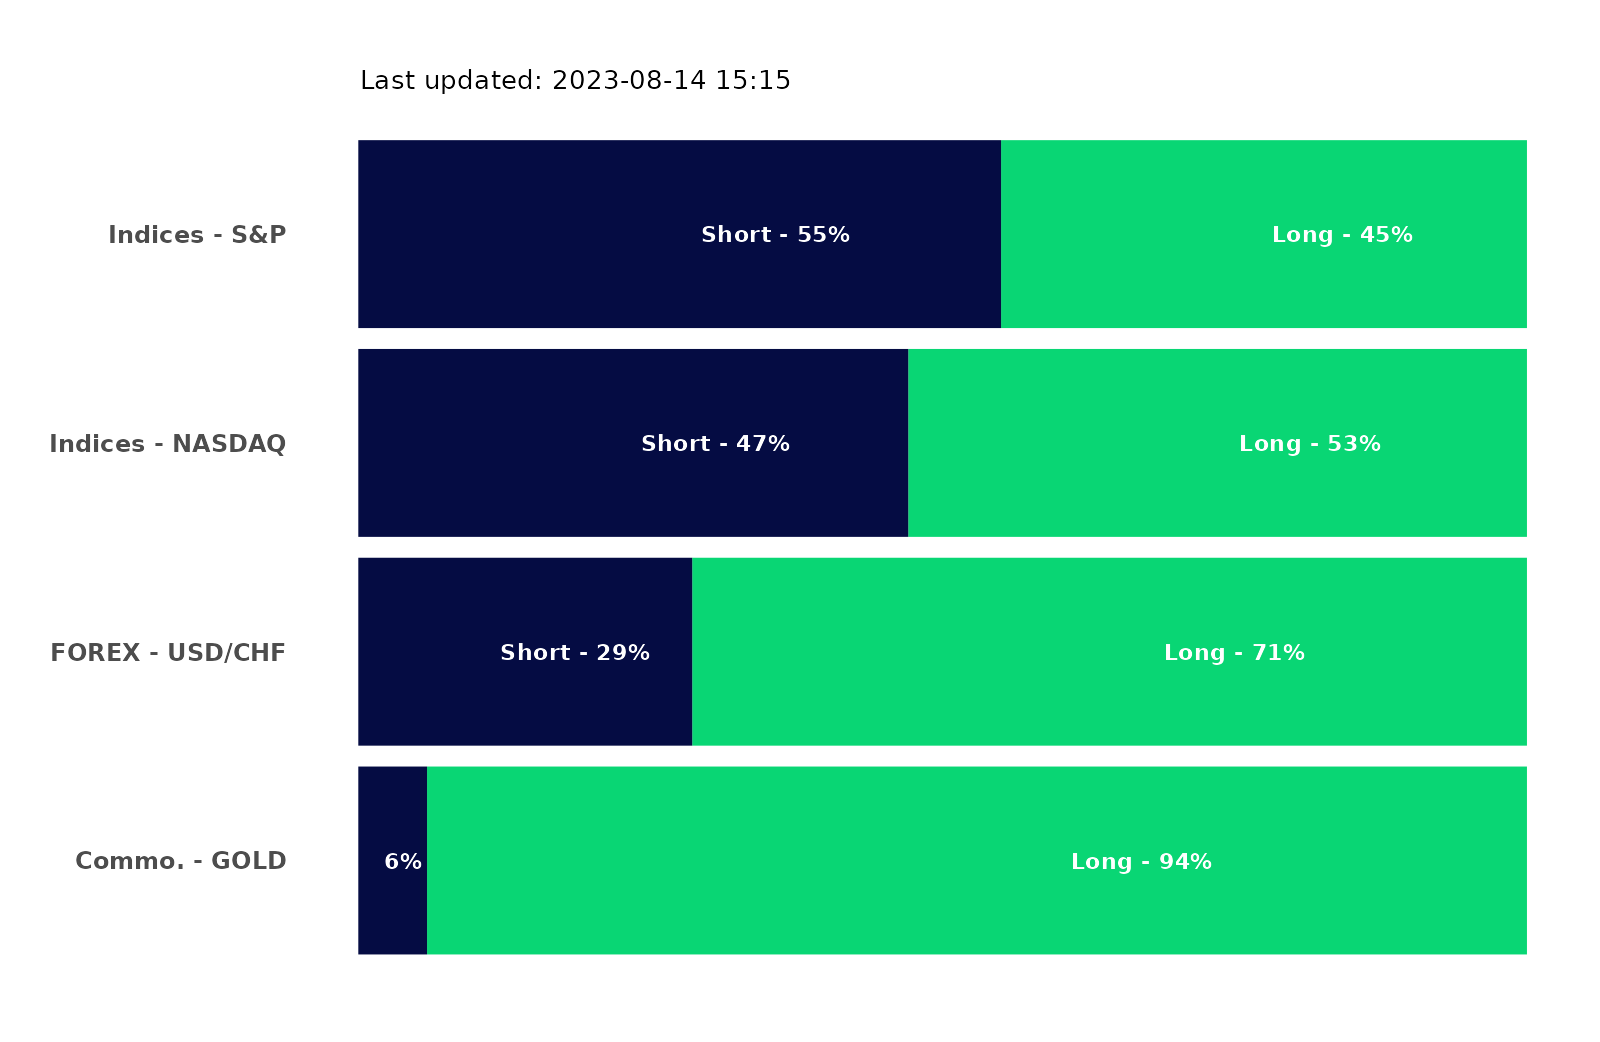 Last updated: 2023-08-14 15:15
Indices - S&P
Short - 55%
Long - 45%
Indices - NASDAQ
Short - 47%
Long - 53%
FOREX - USD/CHF
Short - 29%
Long - 71%
Commo. - GOLD
6%
Long - 94%